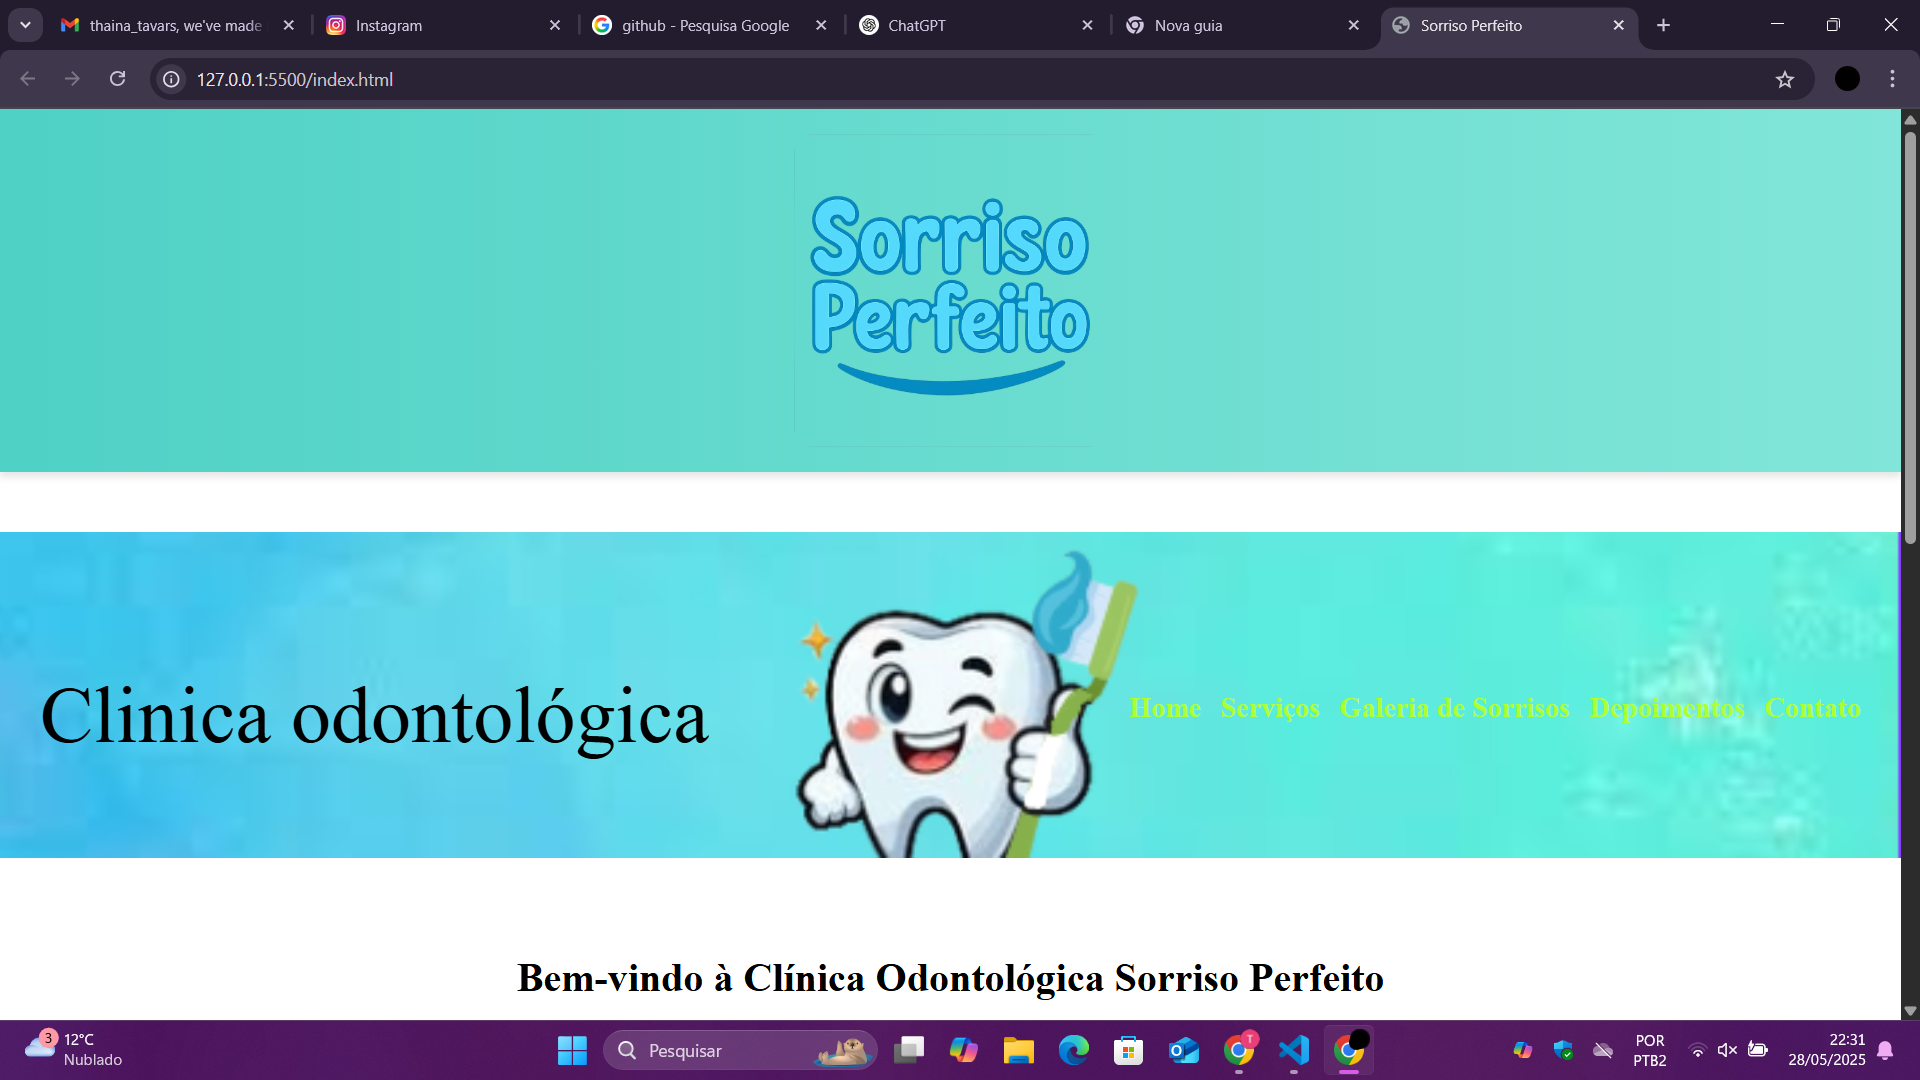 thaina_tavars, we've made
Instagram
github - Pesquisa Google
ChatGPT
Nova guia
Sorriso Perfeito
127.0.0.1:5500/index.html
Sorriso
Perfeito
Clinica odontológica
Home Serviços Galeria de Sorrisos Depoimentos Contato
Bem-vindo à Clínica Odontológica Sorriso Perfeito
3
12°C
Nublado
Pesquisar
T
POR
PTB2
22:31
28/05/2025